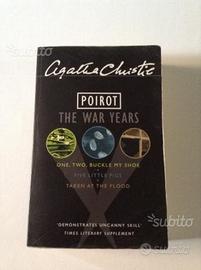 Agatha Christie
POIROT
THE WAR YEARS
ONE, TWO, BUCKLE MY SHOE
FIVE LITTLE PIGS
TAKEN AT THE FLOOD
'DEMONSTRATES UNCANNY SKILL'
TIMES LITERARY SUPPLEMENT
subito
subito